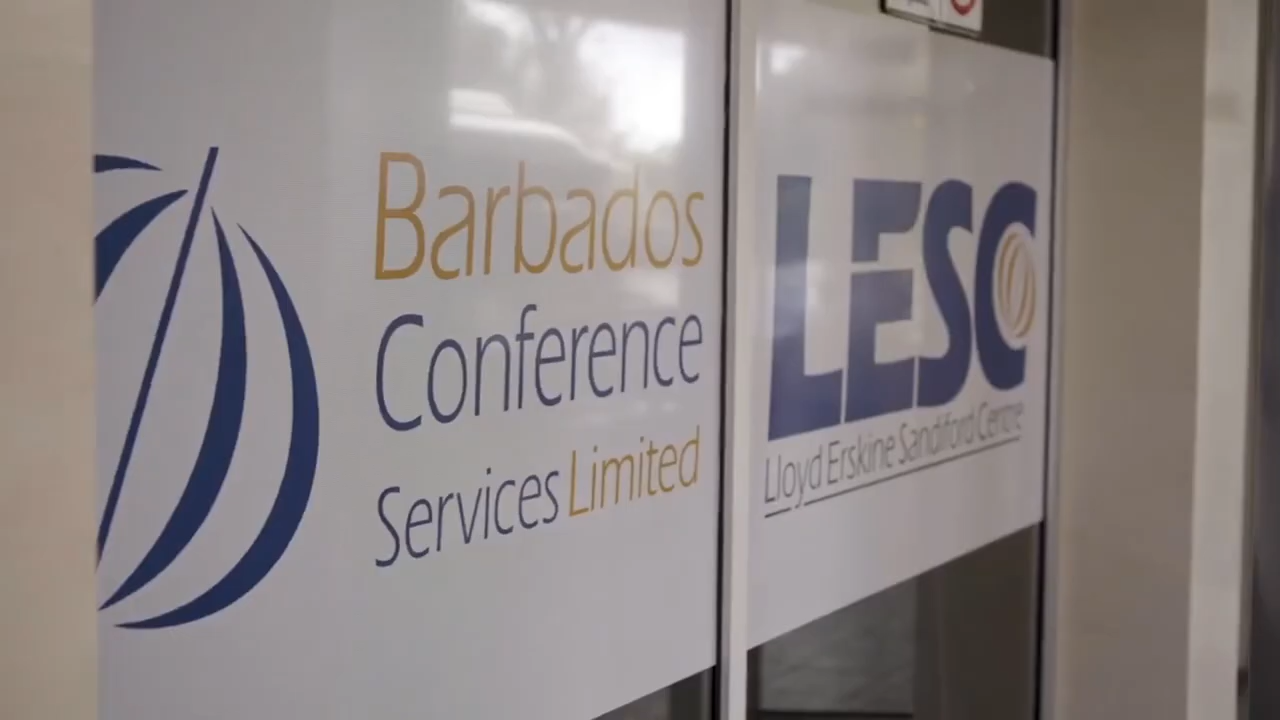 Barbados
Conference
Services Limited
LESC
Lloyd Erskine Sandiford Centre